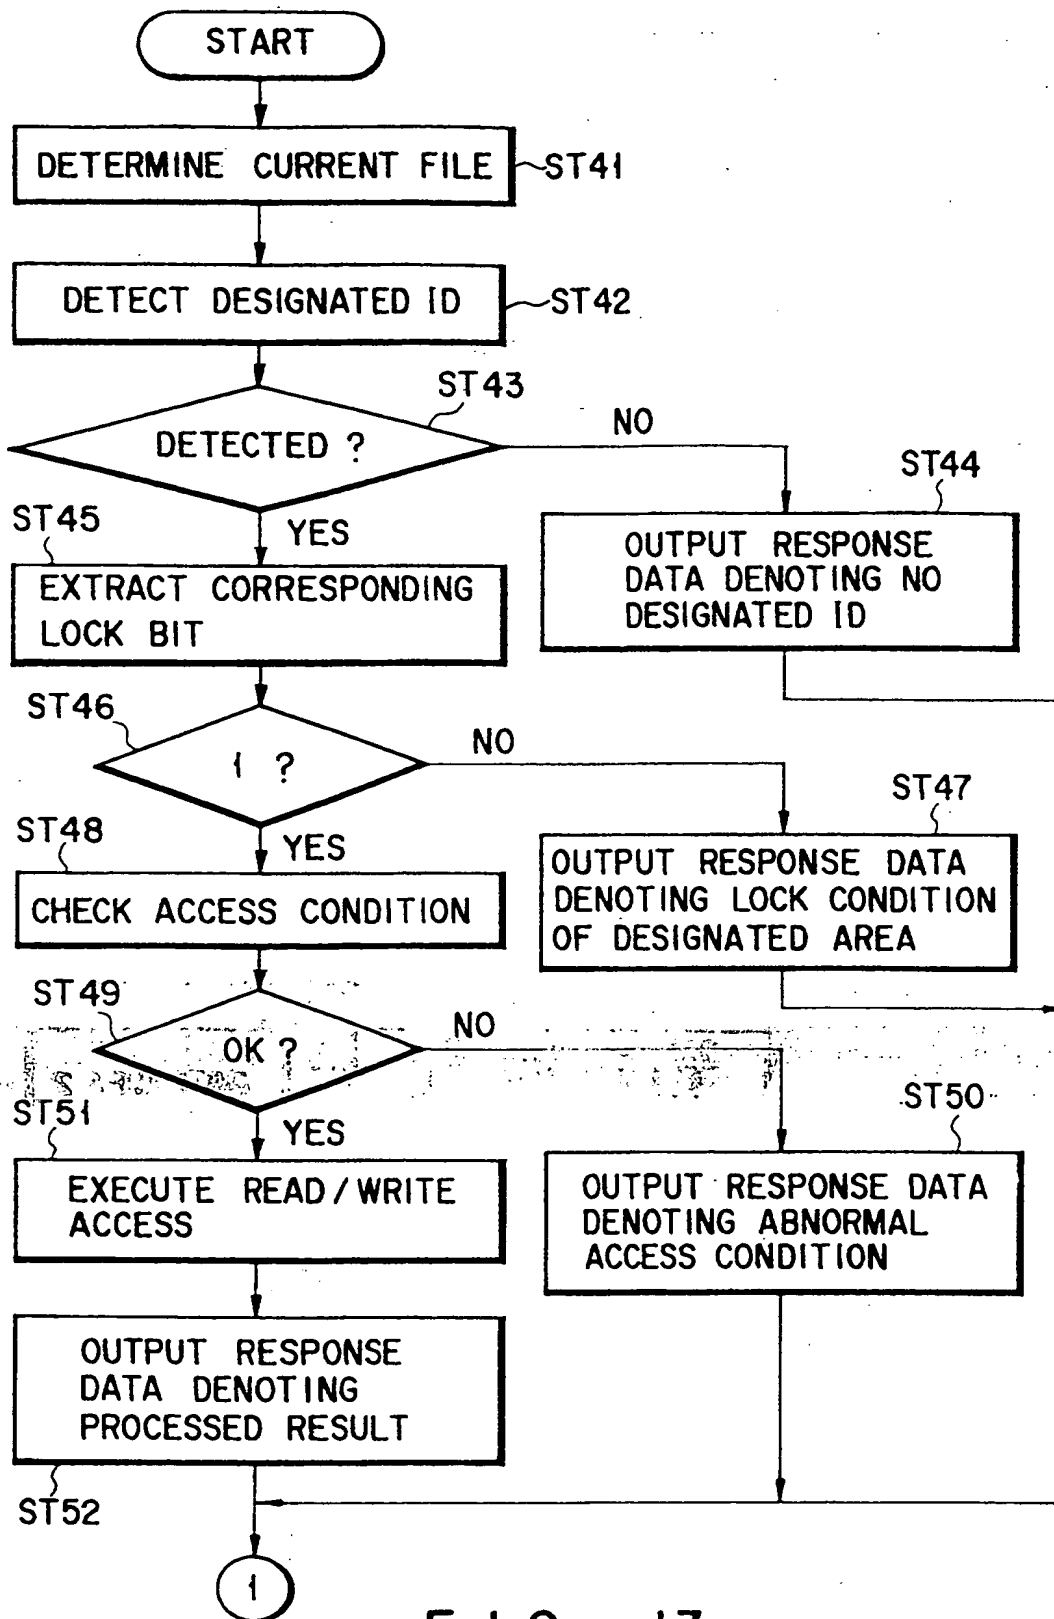 START
DETERMINE CURRENT FILE
ST41
DETECT DESIGNATED ID
ST42
ST43
DETECTED ?
NO
ST44
OUTPUT RESPONSE
DATA DENOTING NO
DESIGNATED ID
YES
ST45
EXTRACT CORRESPONDING
LOCK BIT
ST46
1 ?
NO
ST47
OUTPUT RESPONSE DATA
DENOTING LOCK CONDITION
OF DESIGNATED AREA
YES
ST48
CHECK ACCESS CONDITION
ST49
OK ?
NO
ST50
OUTPUT RESPONSE DATA
DENOTING ABNORMAL
ACCESS CONDITION
YES
ST51
EXECUTE READ/WRITE
ACCESS
OUTPUT RESPONSE
DATA DENOTING
PROCESSED RESULT
ST52
1